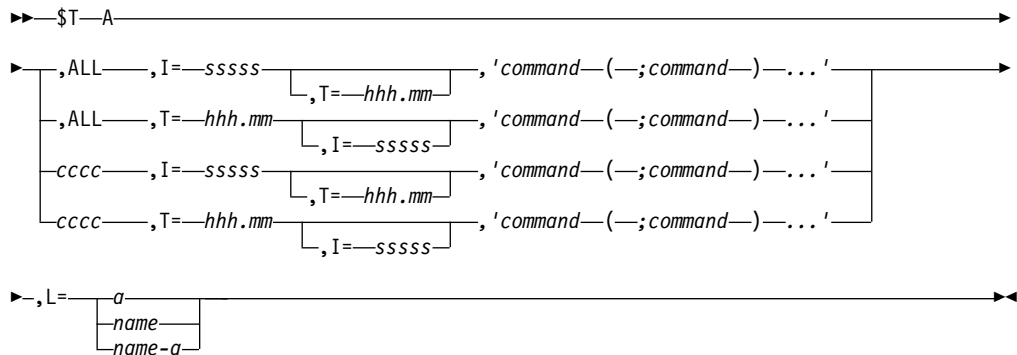 $T A
,ALL ,I= sssss ,'command ( ;command ) ...'
,T= hhh.mm
,ALL ,T= hhh.mm ,'command ( ;command ) ...'
,I= sssss
cccc ,I= sssss ,'command ( ;command ) ...'
,T= hhh.mm
cccc ,T= hhh.mm ,'command ( ;command ) ...'
,I= sssss
,L= a
name
name-a